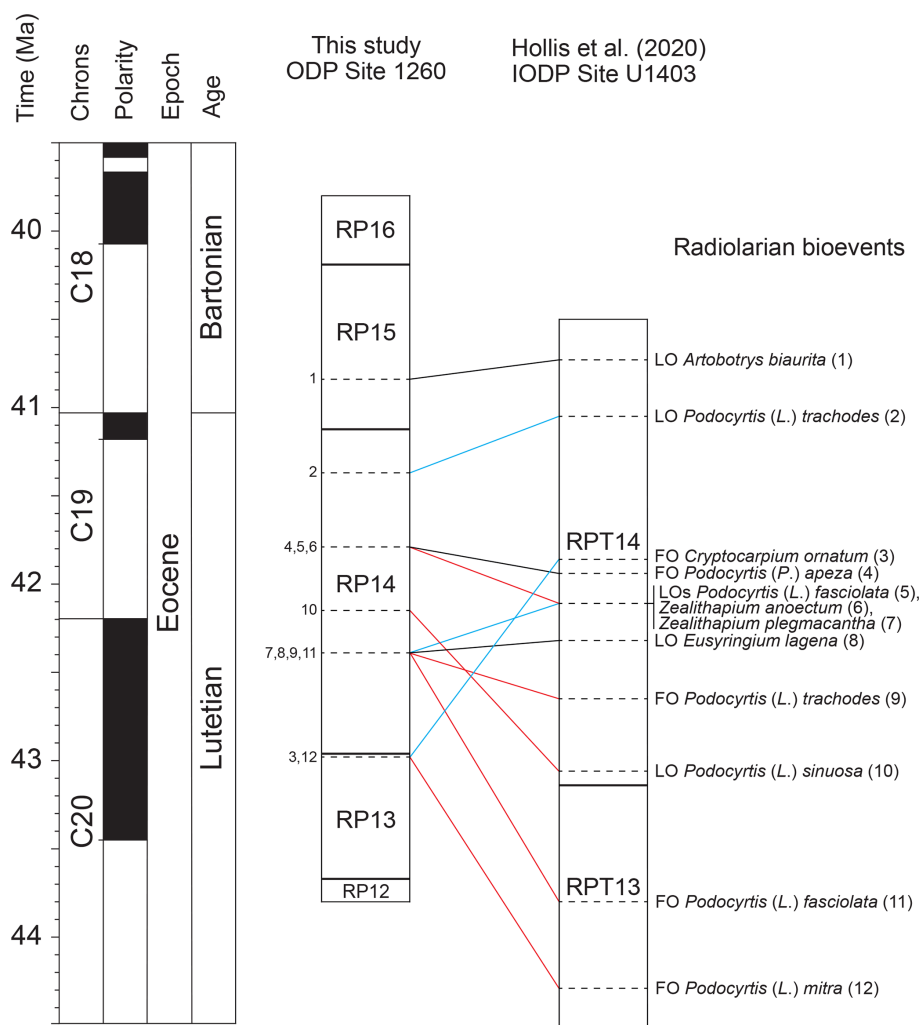 Time (Ma)
Chrons
Polarity
Epoch
Age
This study
ODP Site 1260
Hollis et al. (2020)
IODP Site U1403
Radiolarian bioevents
40
41
42
43
44
C18
C19
C20
Eocene
Bartonian
Lutetian
RP16
RP15
1
2
4,5,6
RP14
10
7,8,9,11
3,12
RP13
RP12
RPT14
RPT13
LO Artobotrys biaurita (1)
LO Podocyrtis (L.) trachodes (2)
FO Cryptocarpium ornatum (3)
FO Podocyrtis (P.) apeza (4)
LOs Podocyrtis (L.) fasciolata (5),
Zealithapium anoectum (6),
Zealithapium plegmacantha (7)
LO Eusyringium lagena (8)
FO Podocyrtis (L.) trachodes (9)
LO Podocyrtis (L.) sinuosa (10)
FO Podocyrtis (L.) fasciolata (11)
FO Podocyrtis (L.) mitra (12)